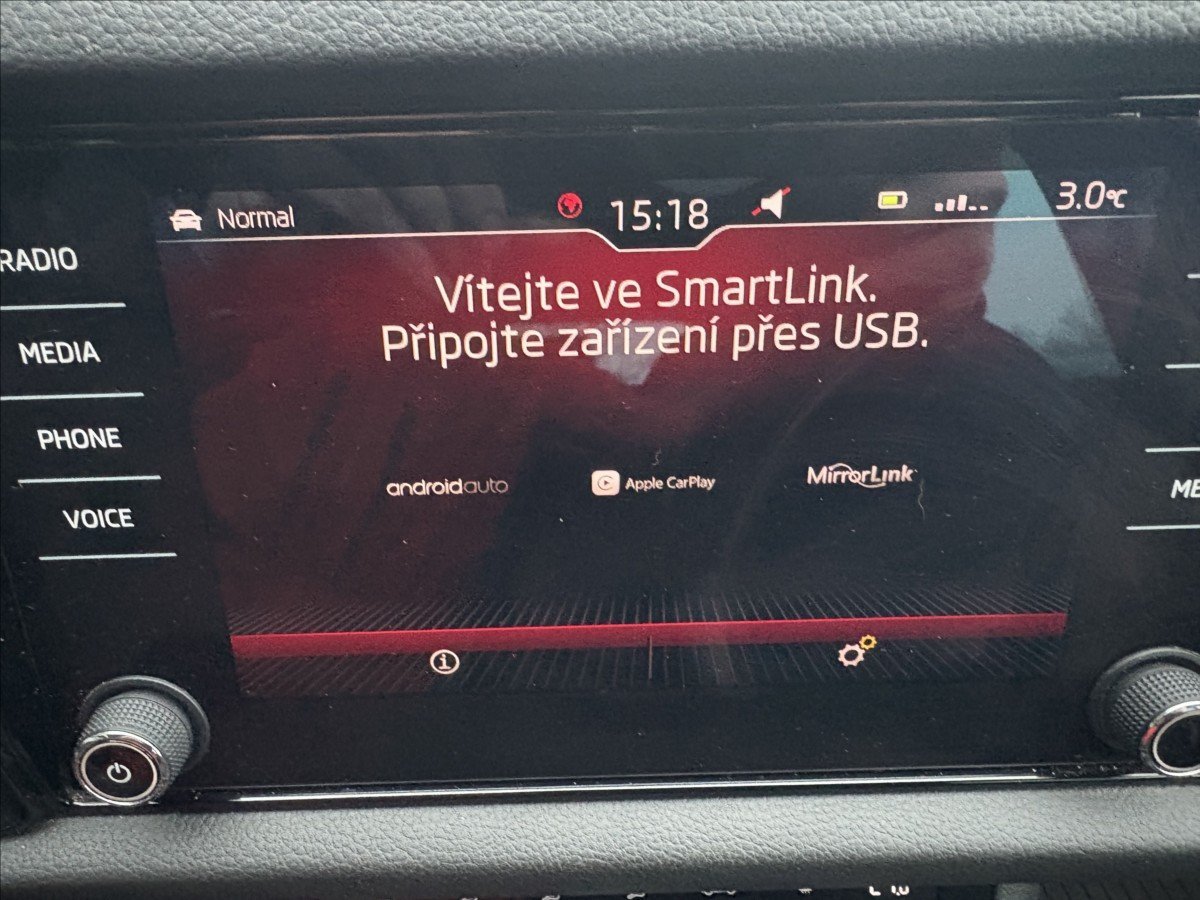 Normal
15:18
3.0°C
RADIO
MEDIA
PHONE
VOICE
Vítejte ve SmartLink.
Připojte zařízení přes USB.
androidauto
Apple CarPlay
MirrorLink